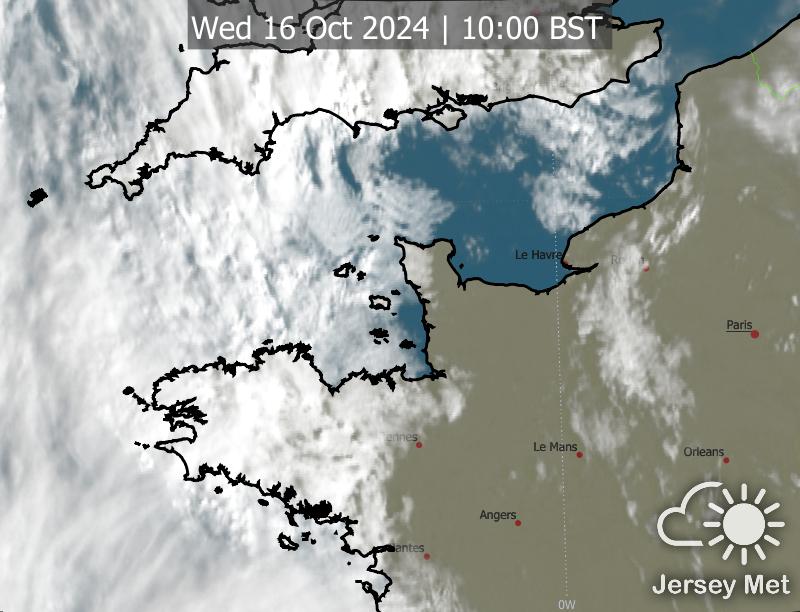 Wed 16 Oct 2024 | 10:00 BST
Le Havre
Paris
Le Mans
Orleans
Angers
Jersey Met
0W